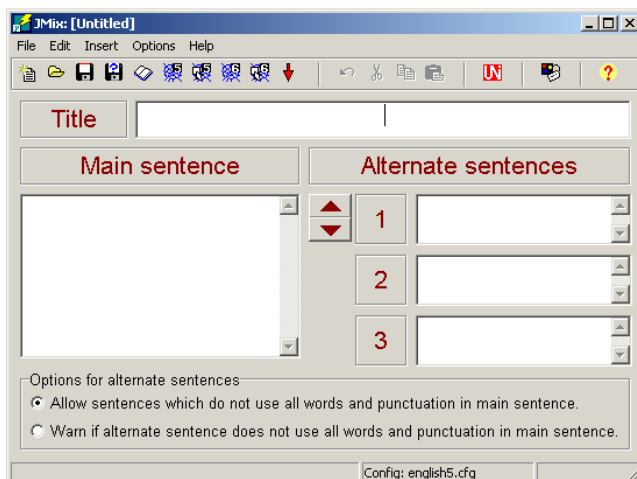 JMix: [Untitled]
File Edit Insert Options Help
Title
Main sentence Alternate sentences
1
2
3
Options for alternate sentences
Allow sentences which do not use all words and punctuation in main sentence.
Warn if alternate sentence does not use all words and punctuation in main sentence.
Config: english5.cfg